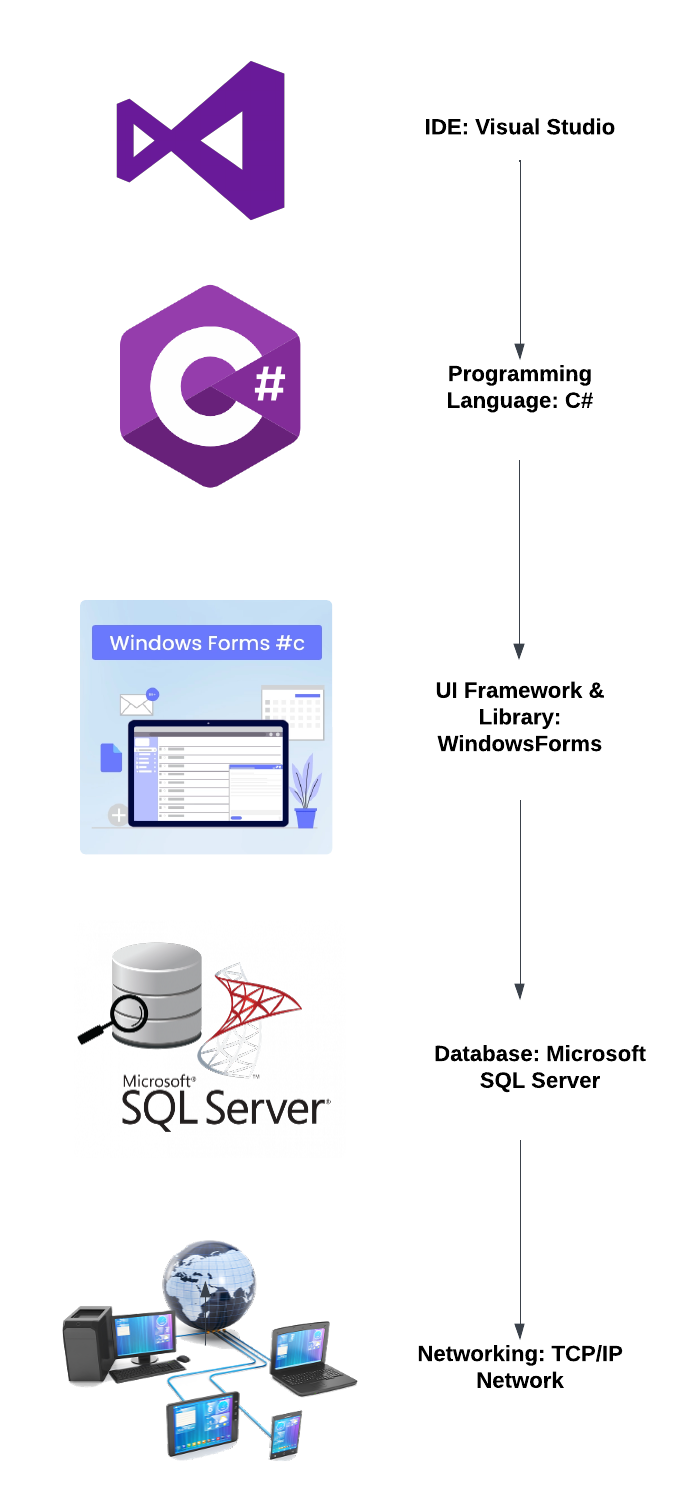 IDE: Visual Studio
C#
Programming
Language: C#
Windows Forms #c
UI Framework &
Library:
WindowsForms
Microsoft®
SQL Server®
™
Database: Microsoft
SQL Server
Networking: TCP/IP
Network